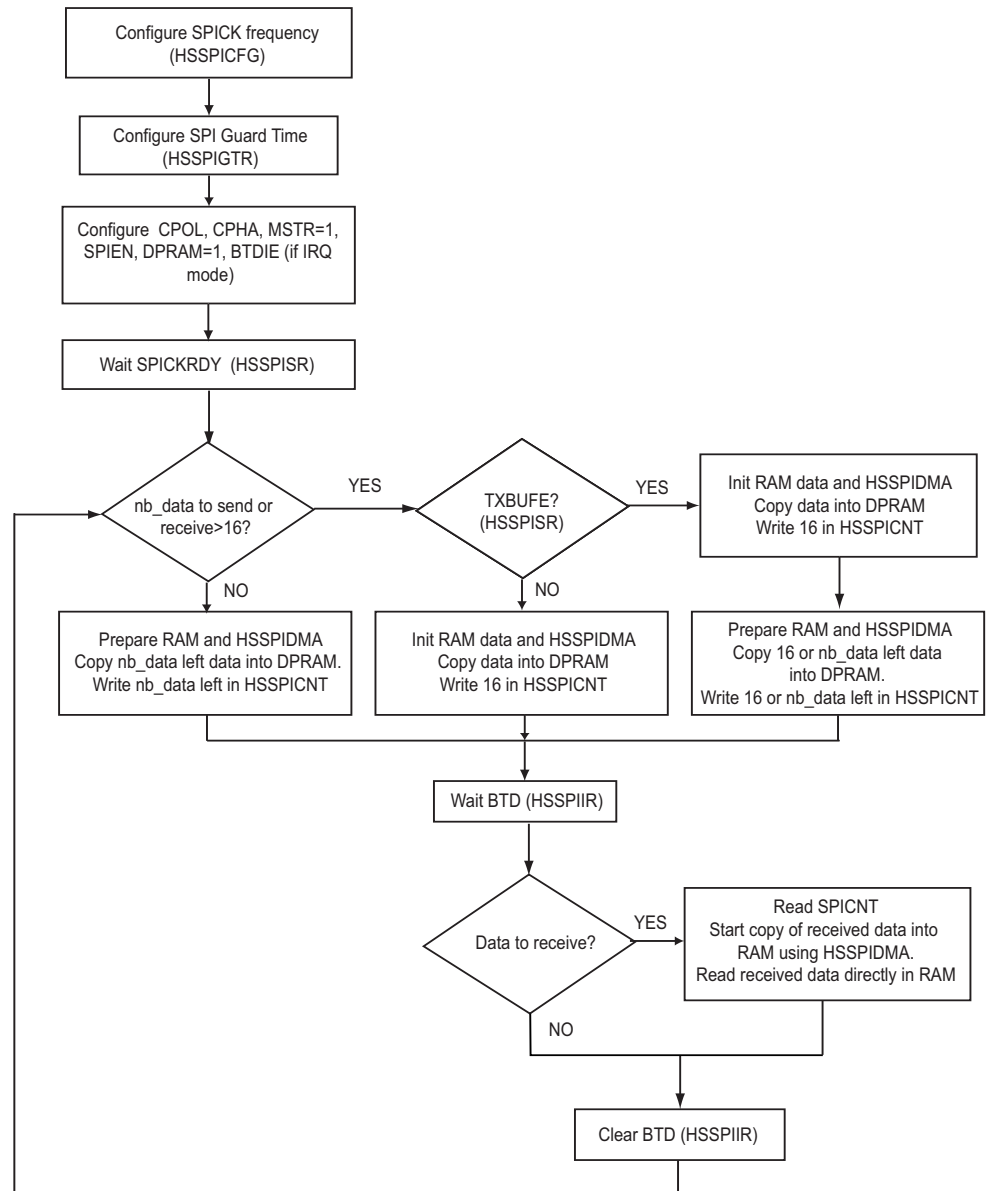 Configure SPICK frequency
(HSSPICFG)
Configure SPI Guard Time
(HSSPIGTR)
Configure CPOL, CPHA, MSTR=1,
SPIEN, DPRAM=1, BTDIE (if IRQ
mode)
Wait SPICKRDY (HSSPISR)
nb_data to send or
receive>16?
YES
TXBUFE?
(HSSPISR)
YES
Init RAM data and HSSPIDMA
Copy data into DPRAM
Write 16 in HSSPICNT
NO
NO
Prepare RAM and HSSPIDMA
Copy nb_data left data into DPRAM.
Write nb_data left in HSSPICNT
Init RAM data and HSSPIDMA
Copy data into DPRAM
Write 16 in HSSPICNT
Prepare RAM and HSSPIDMA
Copy 16 or nb_data left data
into DPRAM.
Write 16 or nb_data left in HSSPICNT
Wait BTD (HSSPIIR)
Data to receive?
YES
Read SPICNT
Start copy of received data into
RAM using HSSPIDMA.
Read received data directly in RAM
NO
Clear BTD (HSSPIIR)